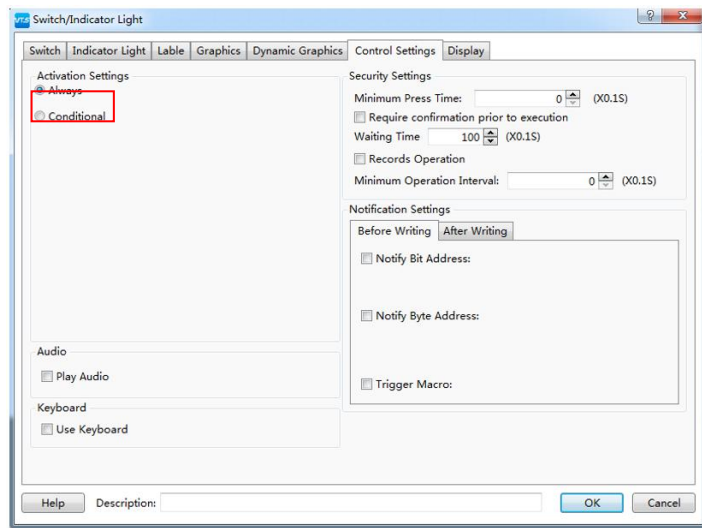 VT.S Switch/Indicator Light
Switch Indicator Light Lable Graphics Dynamic Graphics Control Settings Display
Activation Settings
Always
Conditional
Audio
Play Audio
Keyboard
Use Keyboard
Security Settings
Minimum Press Time: 0 (X0.1S)
Require confirmation prior to execution
Waiting Time 100 (X0.1S)
Records Operation
Minimum Operation Interval: 0 (X0.1S)
Notification Settings
Before Writing After Writing
Notify Bit Address:
Notify Byte Address:
Trigger Macro:
Help Description: OK Cancel